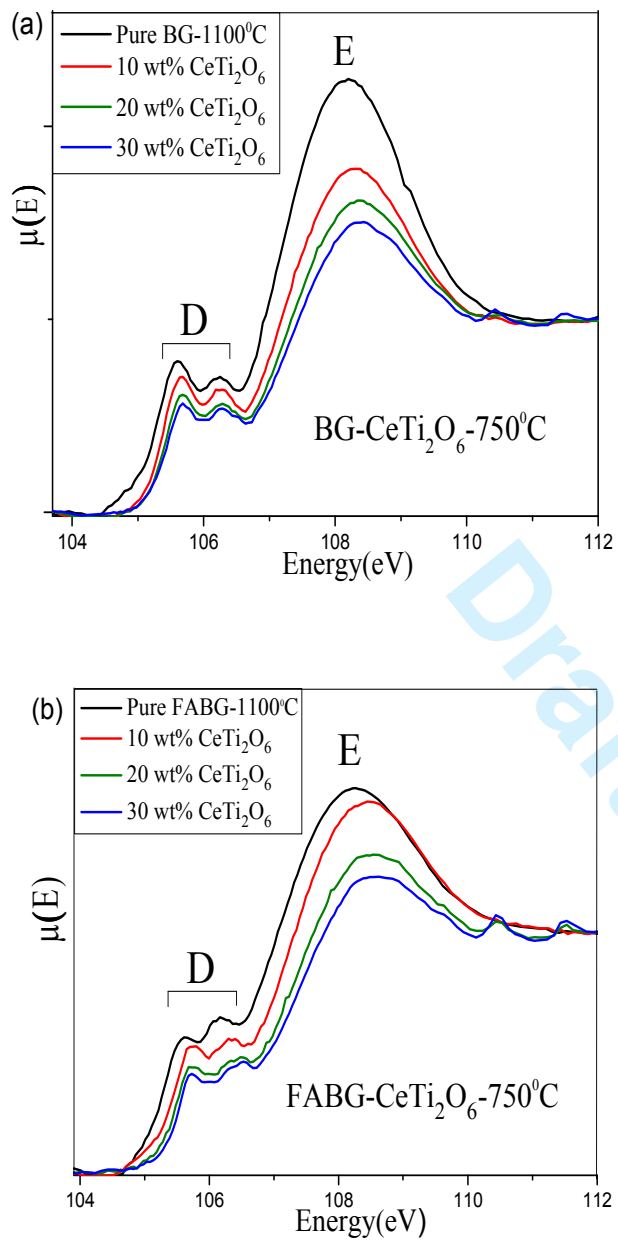 (a)
Pure BG-1100⁰C
10 wt% CeTi₂O₆
20 wt% CeTi₂O₆
30 wt% CeTi₂O₆
E
D
μ(E)
BG-CeTi₂O₆-750⁰C
104 106 108 110 112
Energy(eV)
Draf
(b)
Pure FABG-1100⁰C
10 wt% CeTi₂O₆
20 wt% CeTi₂O₆
30 wt% CeTi₂O₆
E
D
μ(E)
FABG-CeTi₂O₆-750⁰C
104 106 108 110 112
Energy(eV)